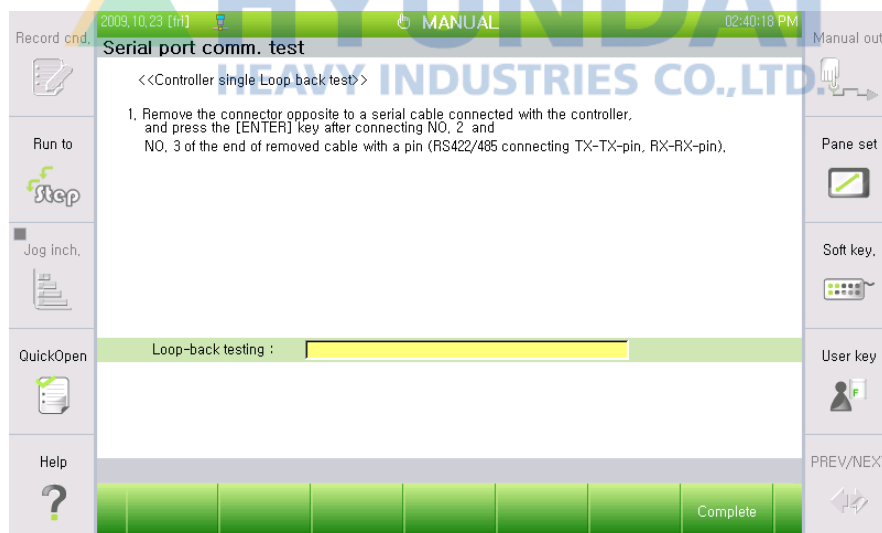 HYUNDAI
HEAVY INDUSTRIES CO.,LTD.
2009,10,23 [fri]
MANUAL
02:40:18 PM
Serial port comm. test
<<Controller single Loop back test>>
1, Remove the connector opposite to a serial cable connected with the controller,
and press the [ENTER] key after connecting NO, 2 and
NO, 3 of the end of removed cable with a pin (RS422/485 connecting TX-TX-pin, RX-RX-pin),
Loop-back testing :
Complete
Record cnd,
Run to
Step
Jog inch,
QuickOpen
Help
?
Manual out
Pane set
Soft key,
User key
F
PREV/NEX